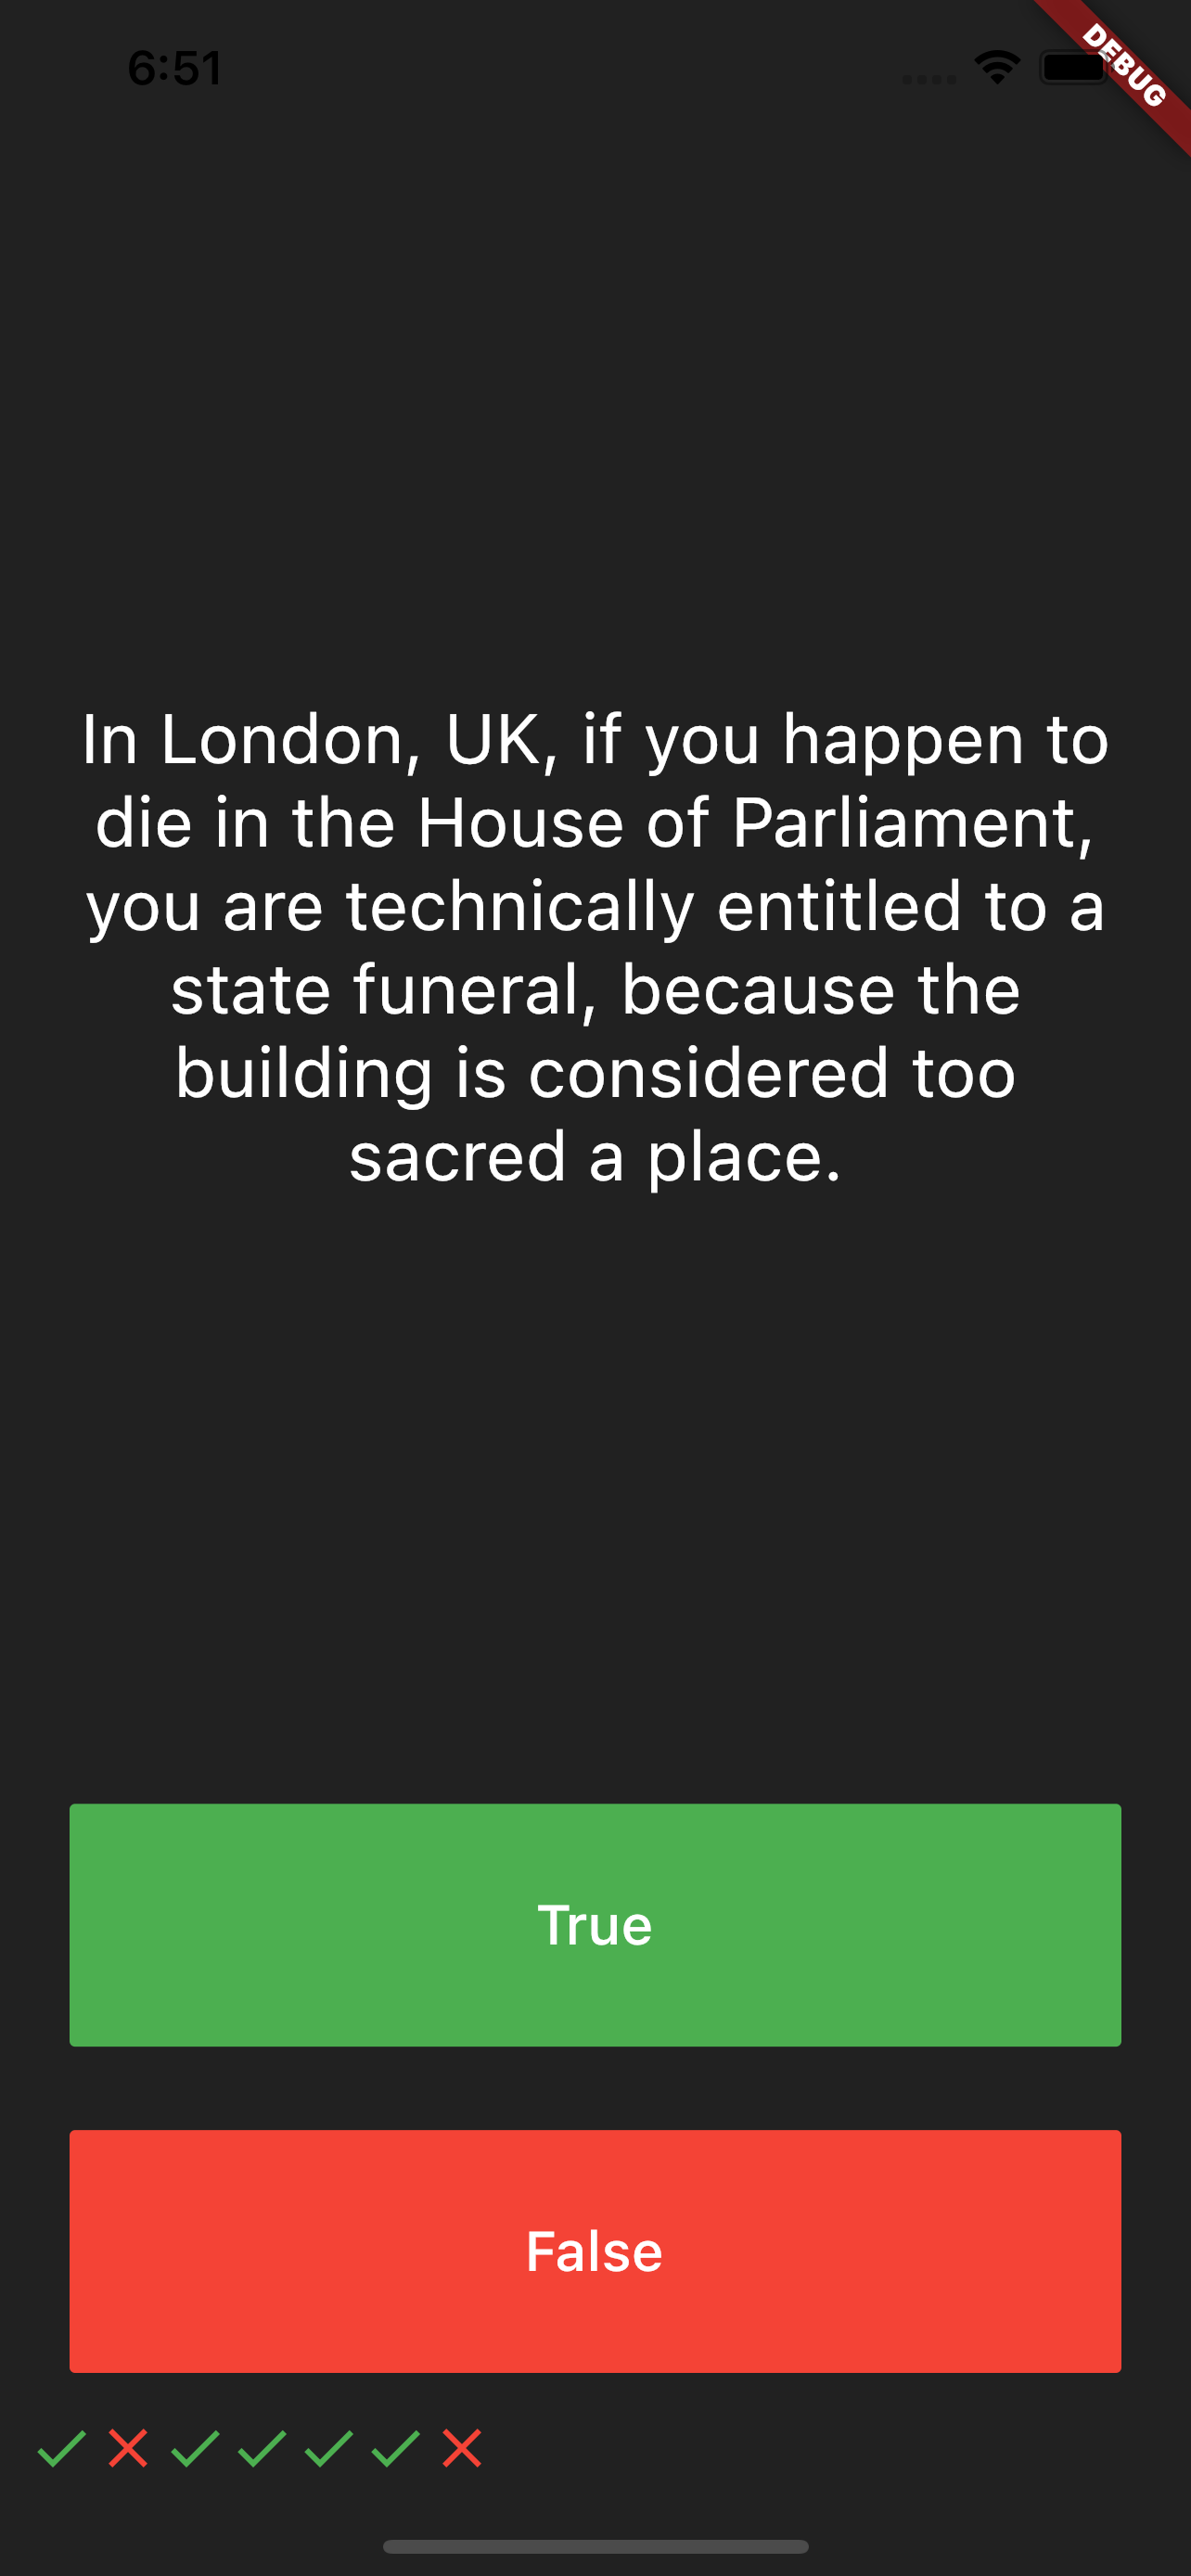 6:51
DEBUG
In London, UK, if you happen to
die in the House of Parliament,
you are technically entitled to a
state funeral, because the
building is considered too
sacred a place.
True
False